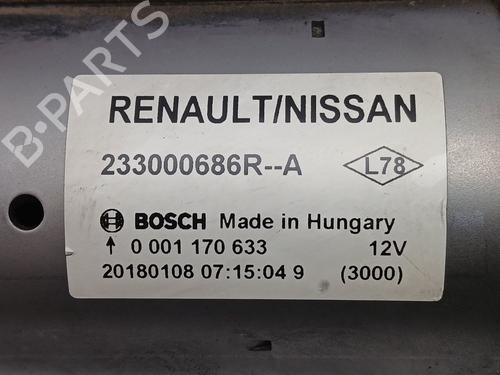 B-PARTS
RENAULT/NISSAN
233000686R--A
L78
BOSCH Made in Hungary
↑ 0 001 170 633 12V
20180108 07:15:04 9 (3000)